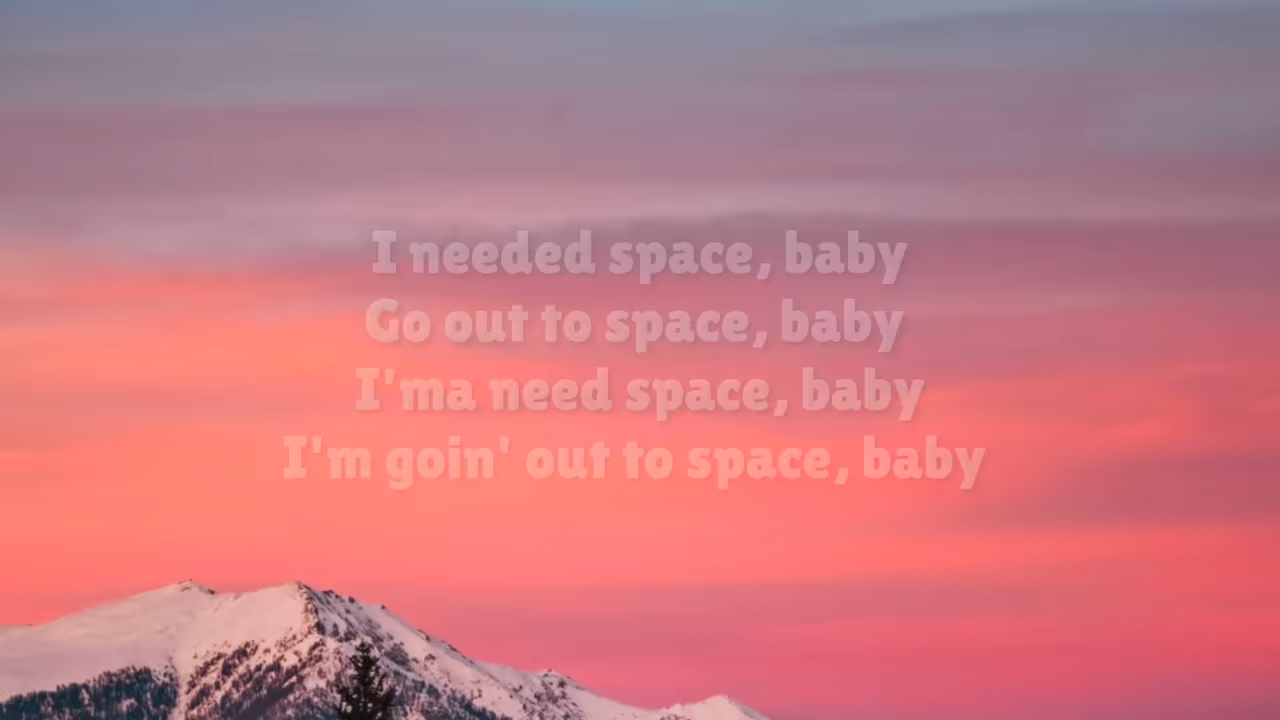 I needed space, baby
Go out to space, baby
I'ma need space, baby
I'm goin' out to space, baby